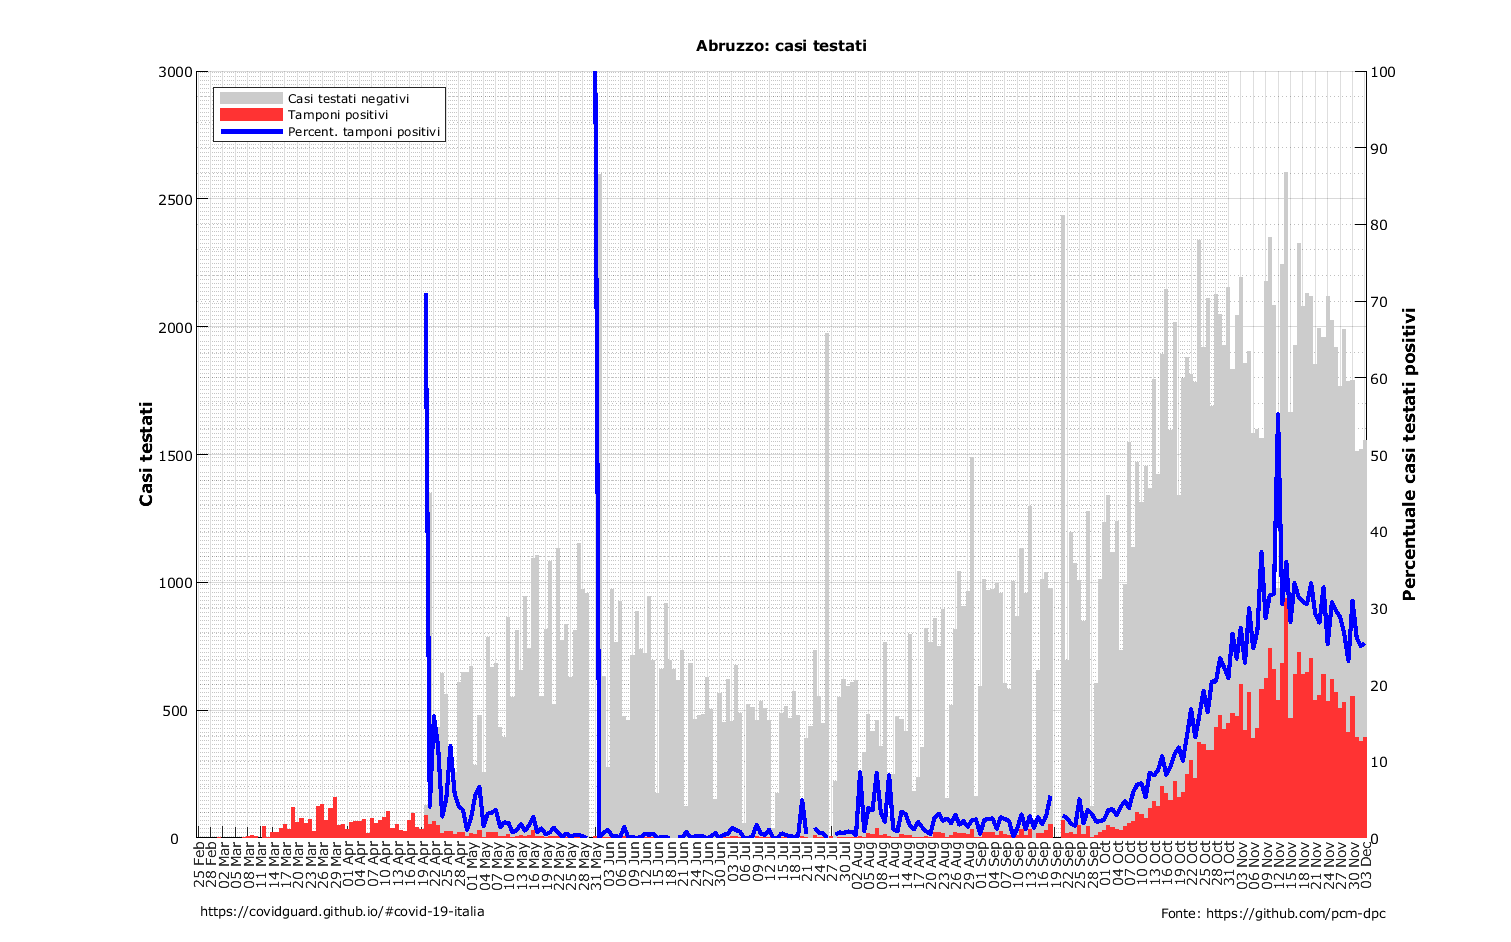 Abruzzo: casi testati
3000
2500
2000
1500
1000
500
0
Casi testati
Casi testati negativi
Tamponi positivi
Percent. tamponi positivi
100
90
80
70
60
50
40
30
20
10
0
Percentuale casi testati positivi
25 Feb
28 Feb
02 Mar
05 Mar
08 Mar
11 Mar
14 Mar
17 Mar
20 Mar
23 Mar
26 Mar
29 Mar
01 Apr
04 Apr
07 Apr
10 Apr
13 Apr
16 Apr
19 Apr
22 Apr
25 Apr
28 Apr
01 May
04 May
07 May
10 May
13 May
16 May
19 May
22 May
25 May
28 May
31 May
03 Jun
06 Jun
09 Jun
12 Jun
15 Jun
18 Jun
21 Jun
24 Jun
27 Jun
30 Jun
03 Jul
06 Jul
09 Jul
12 Jul
15 Jul
18 Jul
21 Jul
24 Jul
27 Jul
30 Jul
02 Aug
05 Aug
08 Aug
11 Aug
14 Aug
17 Aug
20 Aug
23 Aug
26 Aug
29 Aug
01 Sep
04 Sep
07 Sep
10 Sep
13 Sep
16 Sep
19 Sep
22 Sep
25 Sep
28 Sep
01 Oct
04 Oct
07 Oct
10 Oct
13 Oct
16 Oct
19 Oct
22 Oct
25 Oct
28 Oct
31 Oct
03 Nov
06 Nov
09 Nov
12 Nov
15 Nov
18 Nov
21 Nov
24 Nov
27 Nov
30 Nov
03 Dec
https://covidguard.github.io/#covid-19-italia
Fonte: https://github.com/pcm-dpc